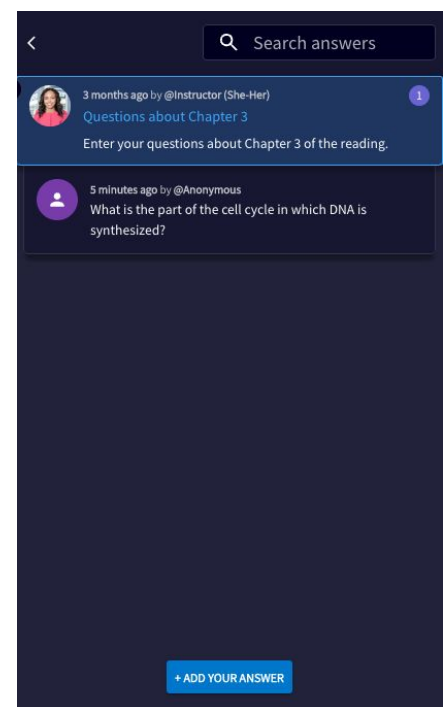 Search answers
3 months ago by @Instructor (She-Her)
1
Questions about Chapter 3
Enter your questions about Chapter 3 of the reading.
5 minutes ago by @Anonymous
What is the part of the cell cycle in which DNA is
synthesized?
+ ADD YOUR ANSWER